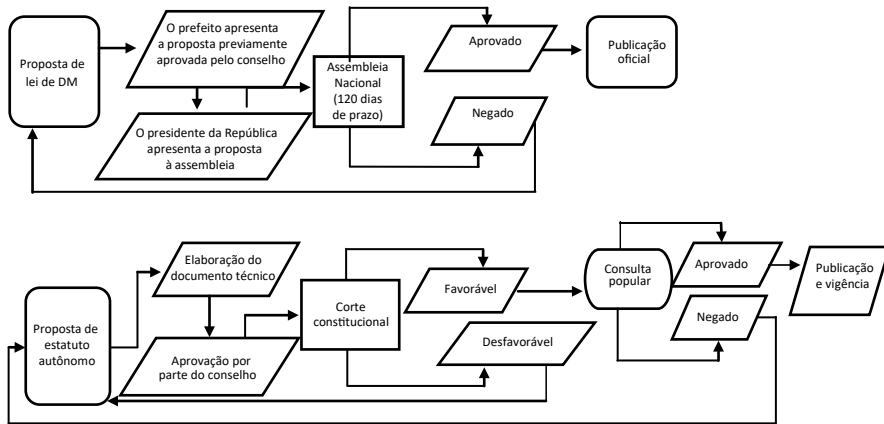 Proposta de
lei de DM
O prefeito apresenta
a proposta previamente
aprovada pelo conselho
O presidente da República
apresenta a proposta
à assembleia
Assembleia
Nacional
(120 dias
de prazo)
Aprovado
Negado
Publicação
oficial
Proposta de
estatuto
autônomo
Elaboração do
documento técnico
Aprovação por
parte do conselho
Corte
constitucional
Favorável
Desfavorável
Consulta
popular
Aprovado
Negado
Publicação
e vigência